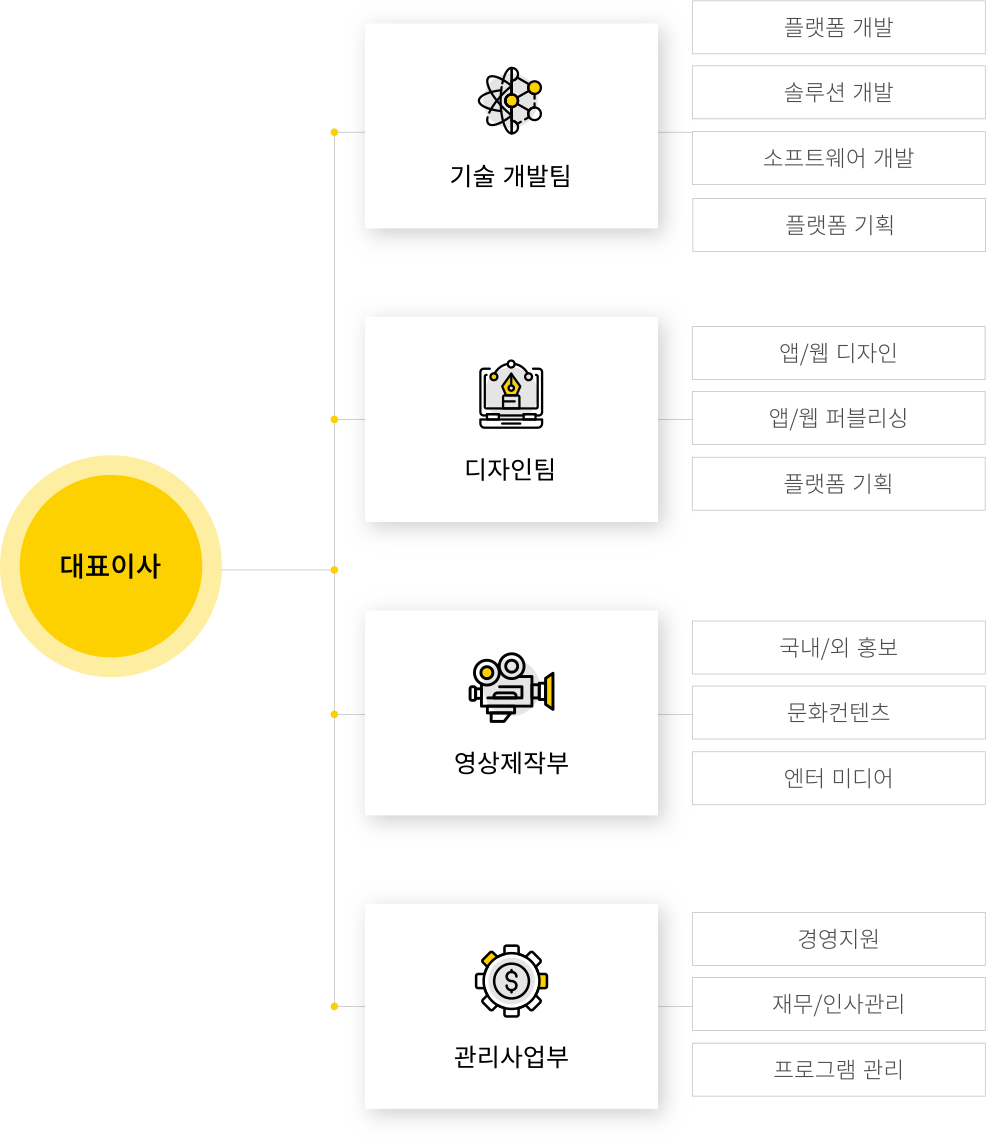 대표이사
기술 개발팀
플랫폼 개발
솔루션 개발
소프트웨어 개발
플랫폼 기획
디자인팀
앱/웹 디자인
앱/웹 퍼블리싱
플랫폼 기획
영상제작부
국내/외 홍보
문화컨텐츠
엔터 미디어
관리사업부
경영지원
재무/인사관리
프로그램 관리
$